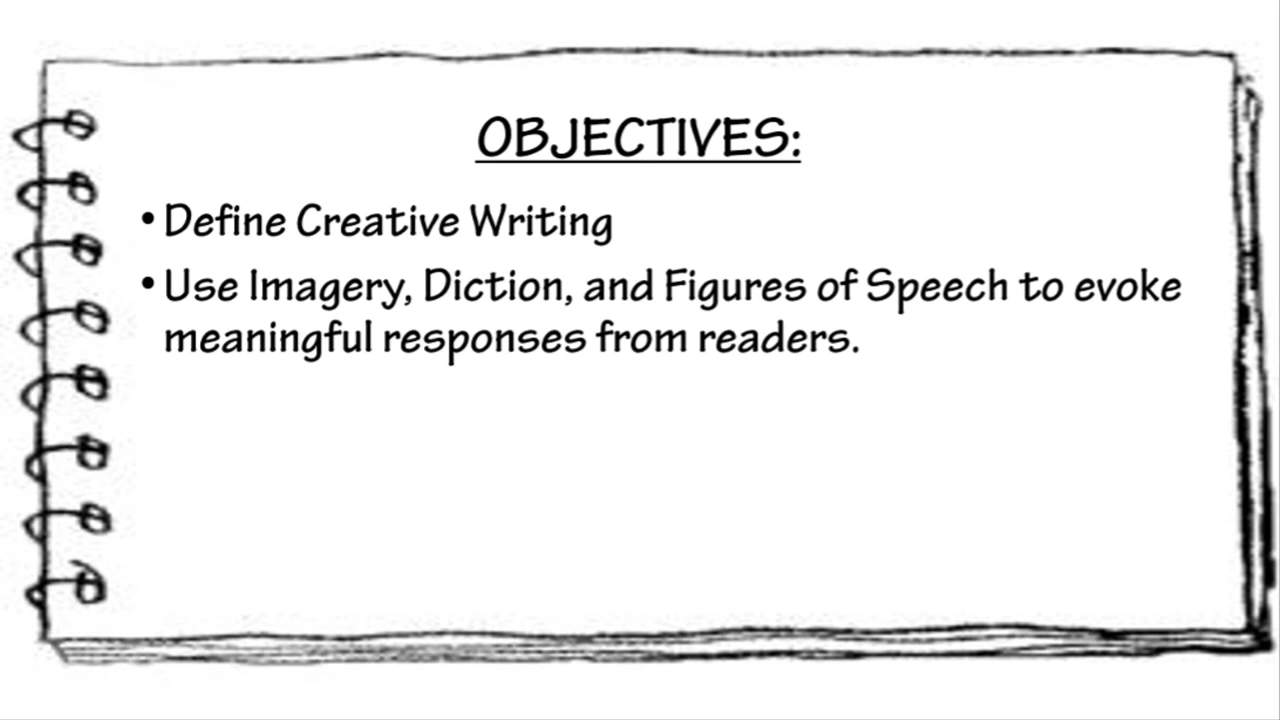 OBJECTIVES:
• Define Creative Writing
• Use Imagery, Diction, and Figures of Speech to evoke
meaningful responses from readers.